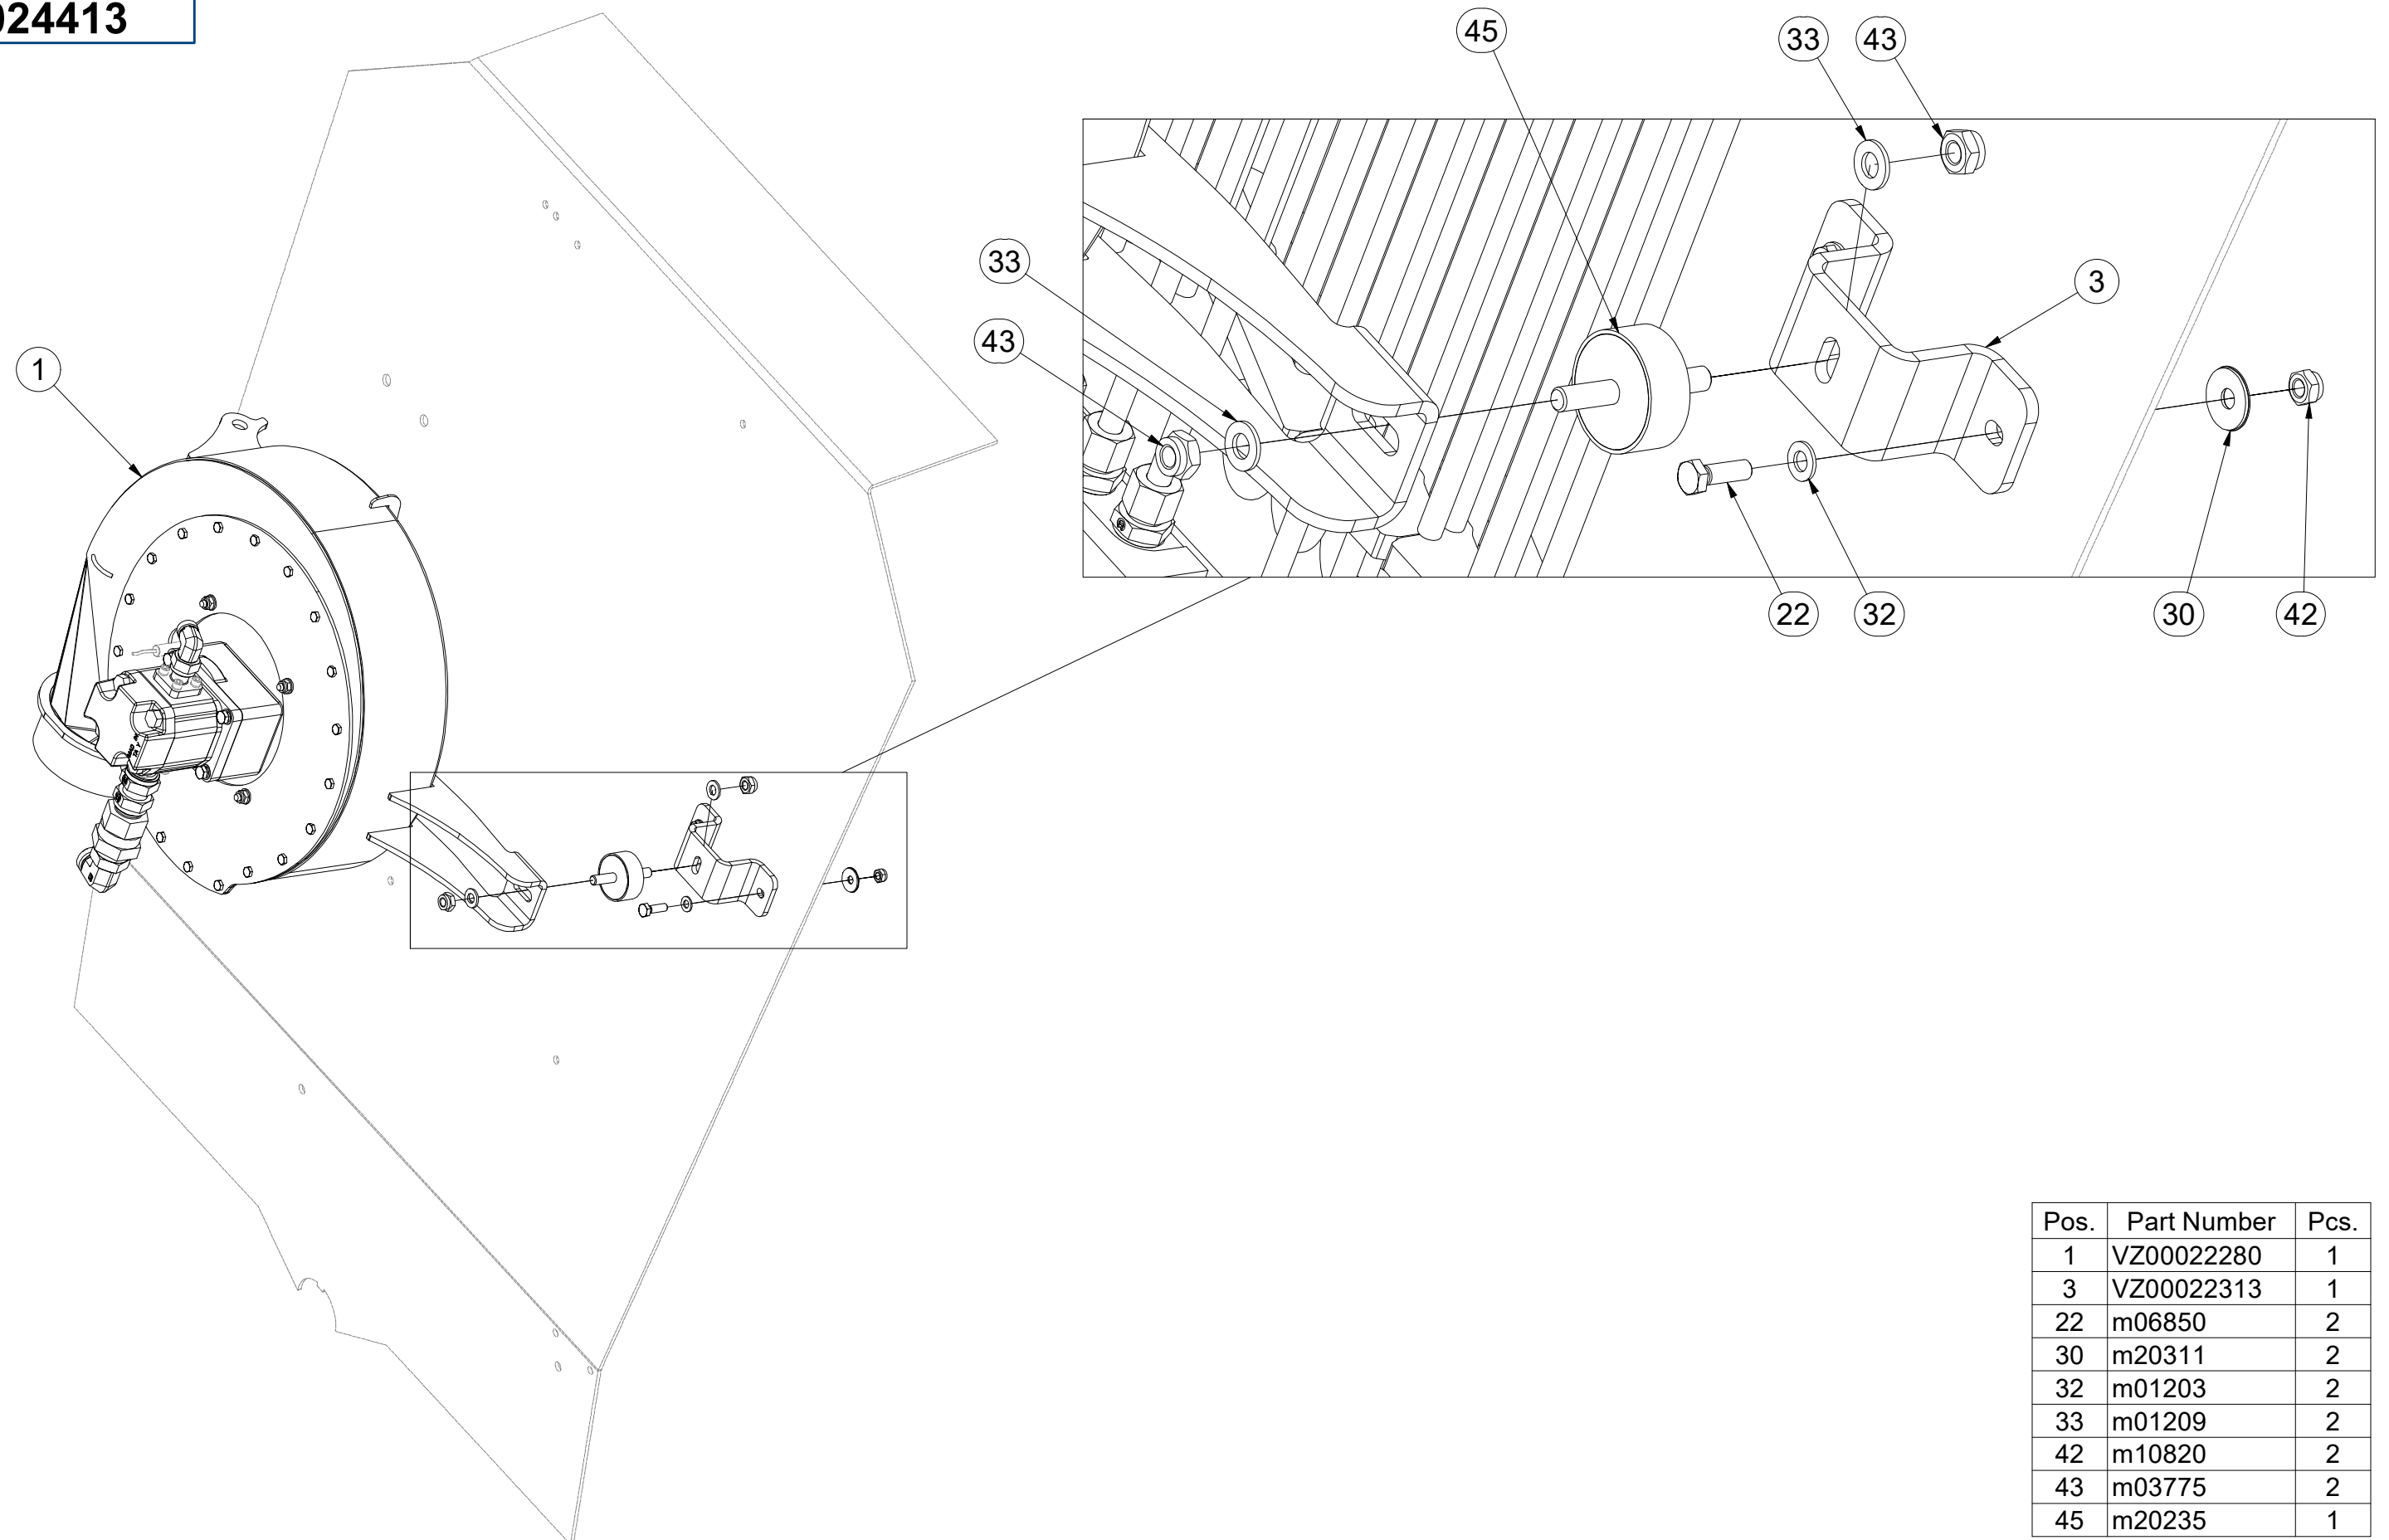 024413
45
33 43
33
3
43
1
22 32 30 42
Pos. Part Number Pcs.
1 VZ00022280 1
3 VZ00022313 1
22 m06850 2
30 m20311 2
32 m01203 2
33 m01209 2
42 m10820 2
43 m03775 2
45 m20235 1